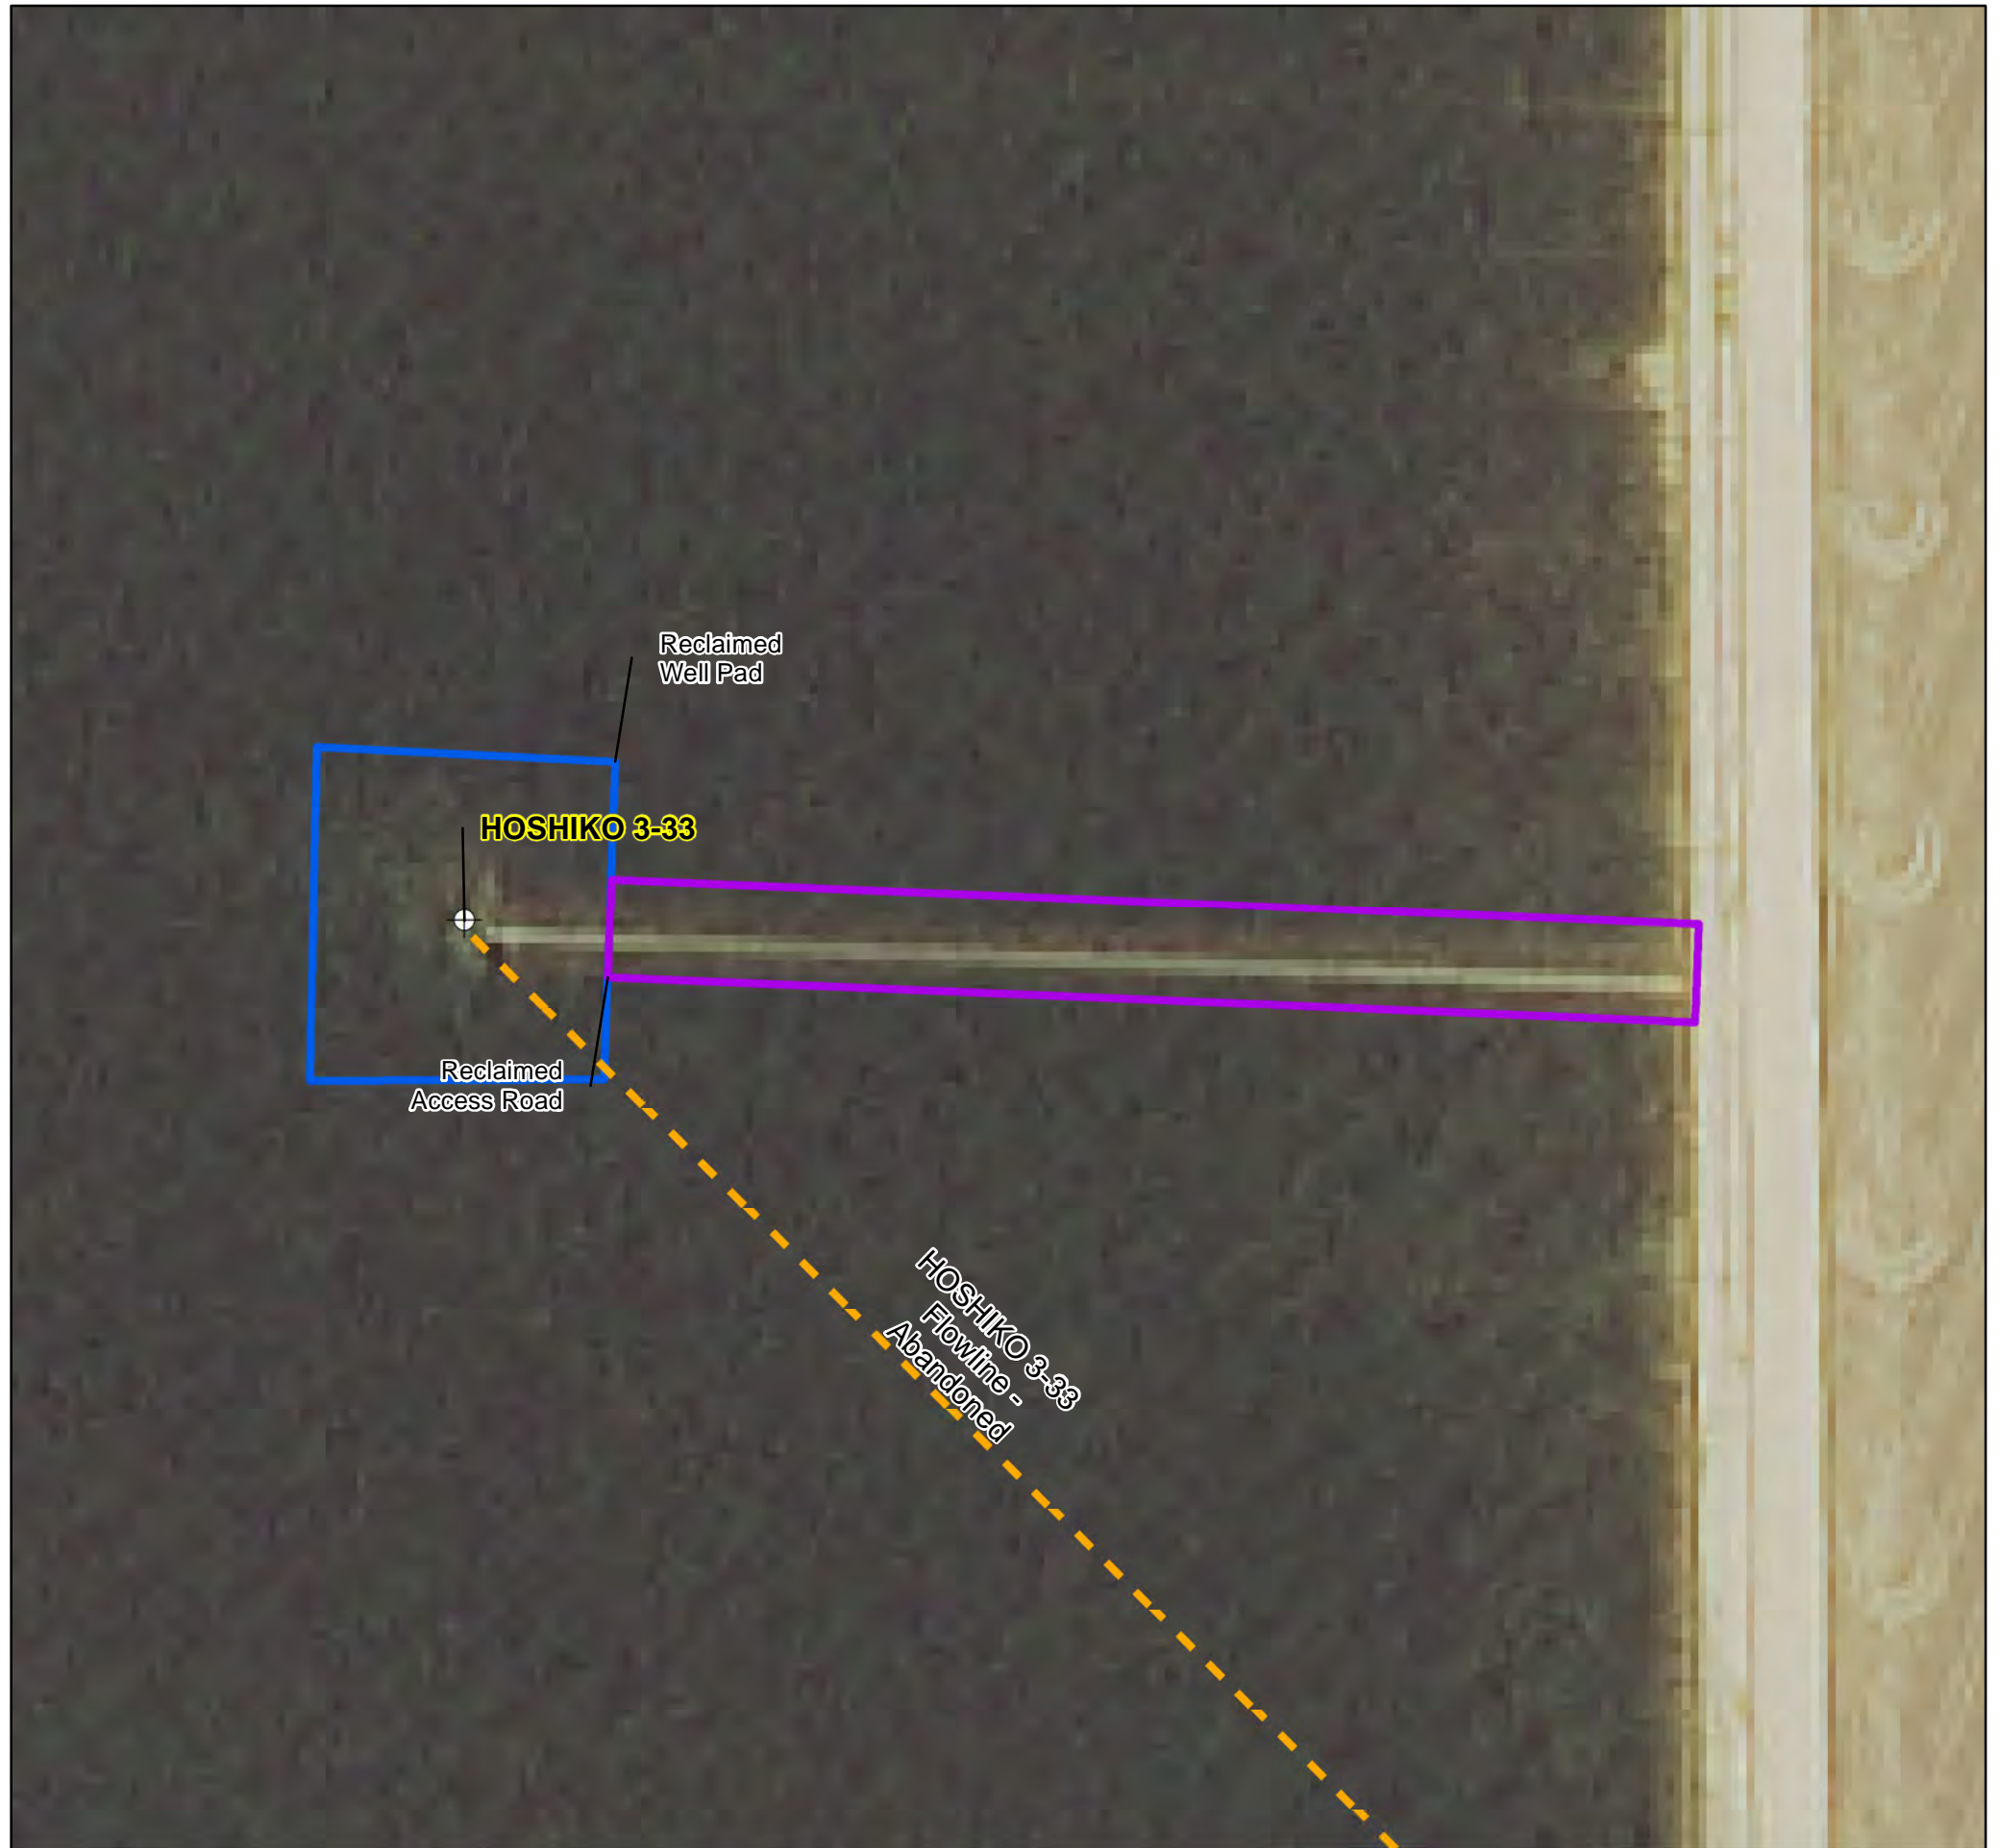 Reclaimed
Well Pad
HOSHIKO 3-33
Reclaimed
Access Road
HOSHIKO 3-33
Flowline -
Abandoned